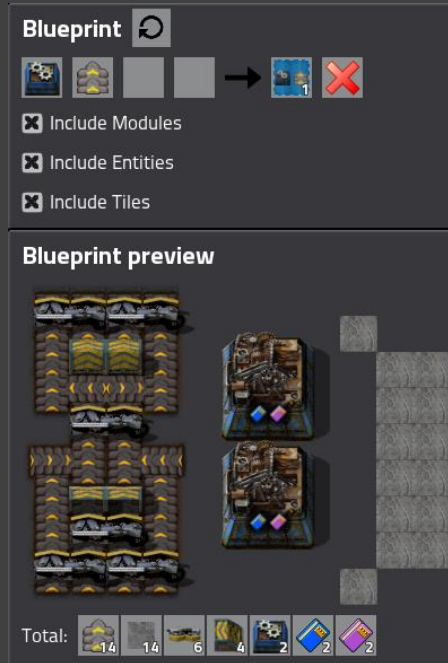 Blueprint
1
Include Modules
Include Entities
Include Tiles
Blueprint preview
Total: 14 14 6 4 2 2 2